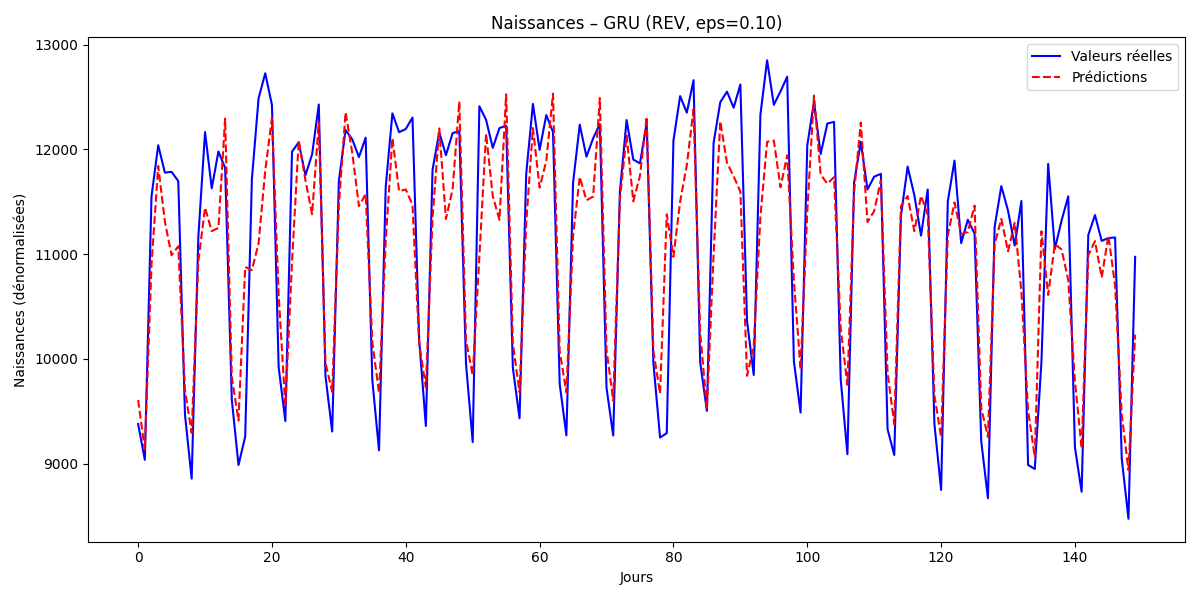 Naissances – GRU (REV, eps=0.10)
Valeurs réelles
Prédictions
Naissances (dénormalisées)
13000
12000
11000
10000
9000
0 20 40 60 80 100 120 140
Jours